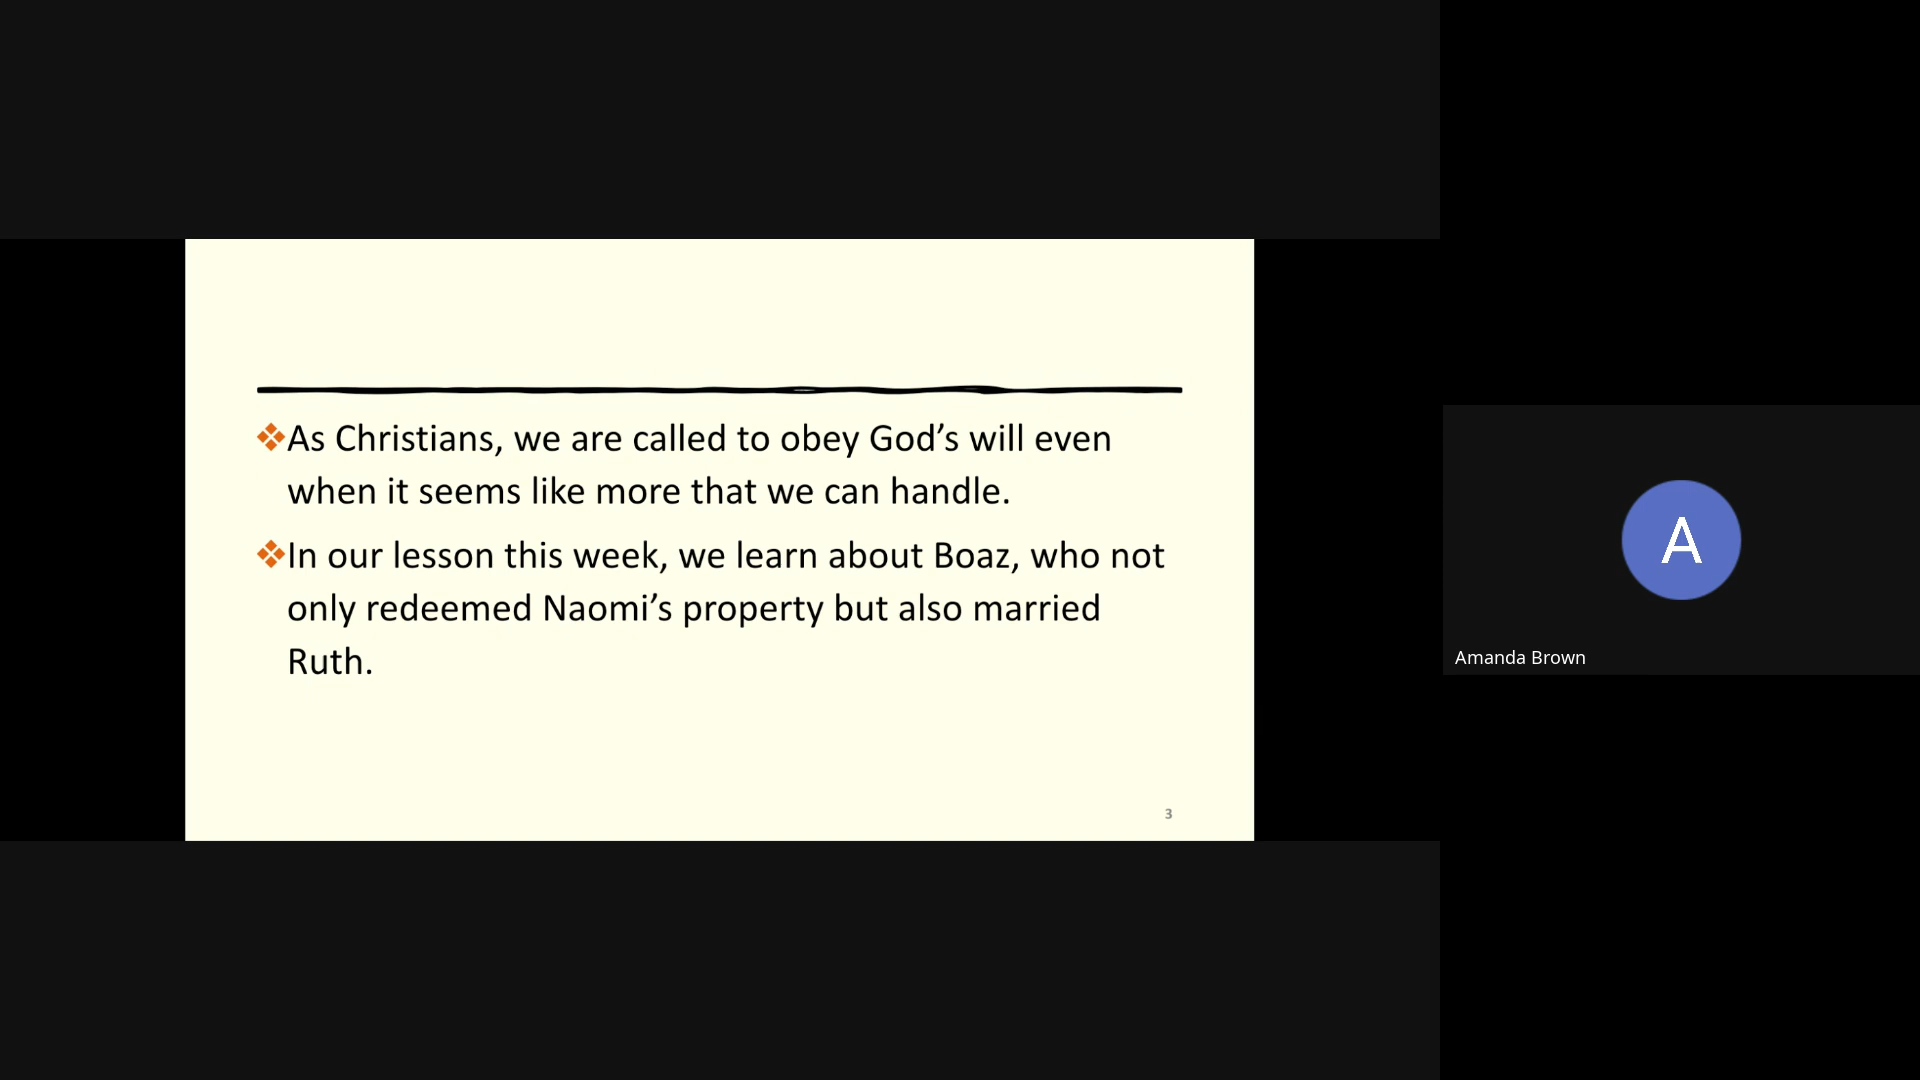 As Christians, we are called to obey God’s will even
when it seems like more that we can handle.
In our lesson this week, we learn about Boaz, who not
only redeemed Naomi’s property but also married
Ruth.
3
A
Amanda Brown